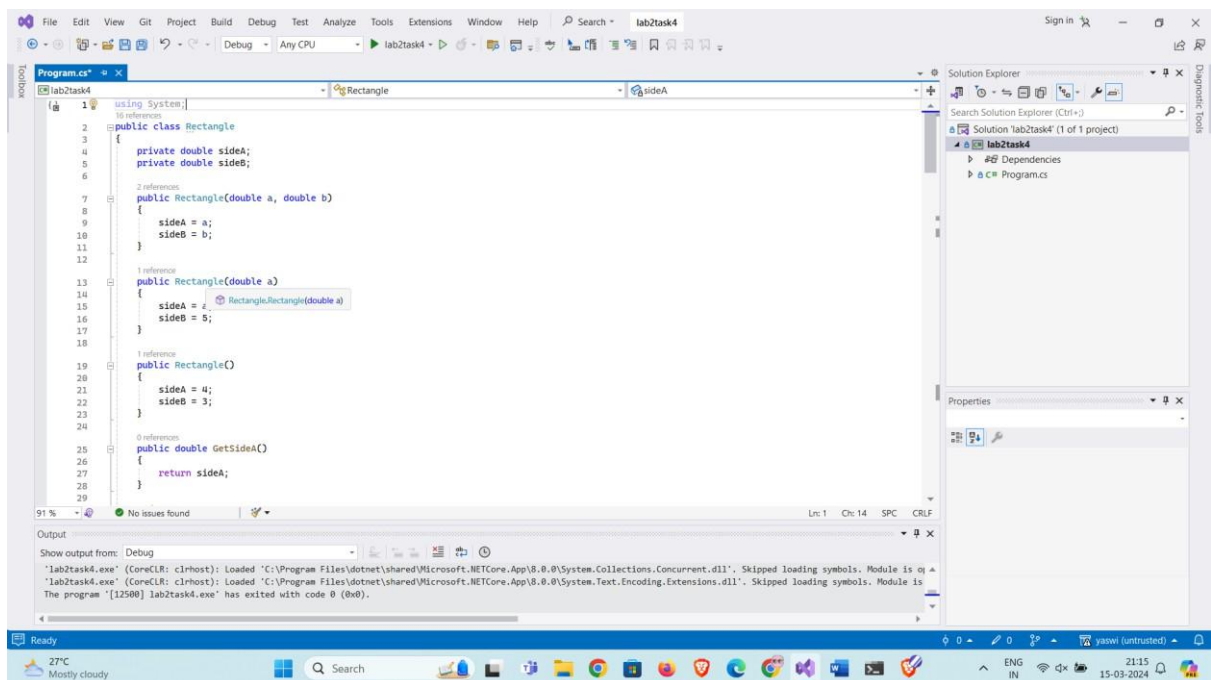 File Edit View Git Project Build Debug Test Analyze Tools Extensions Window Help Search lab2task4 Sign in
Debug Any CPU lab2task4
Toolbox
Program.cs*
lab2task4 Rectangle sideA
1 using System;
16 references
2 public class Rectangle
3 {
4 private double sideA;
5 private double sideB;
6
2 references
7 public Rectangle(double a, double b)
8 {
9 sideA = a;
10 sideB = b;
11 }
12
1 reference
13 public Rectangle(double a)
14 {
Rectangle.Rectangle(double a)
15 sideA = a
16 sideB = 5;
17 }
18
1 reference
19 public Rectangle()
20 {
21 sideA = 4;
22 sideB = 3;
23 }
24
0 references
25 public double GetSideA()
26 {
27 return sideA;
28 }
29
91 % No issues found Ln: 1 Ch: 14 SPC CRLF
Output
Show output from: Debug
'lab2task4.exe' (CoreCLR: clrhost): Loaded 'C:\Program Files\dotnet\shared\Microsoft.NETCore.App\8.0.0\System.Collections.Concurrent.dll'. Skipped loading symbols. Module is op
'lab2task4.exe' (CoreCLR: clrhost): Loaded 'C:\Program Files\dotnet\shared\Microsoft.NETCore.App\8.0.0\System.Text.Encoding.Extensions.dll'. Skipped loading symbols. Module is
The program '[12500] lab2task4.exe' has exited with code 0 (0x0).
Solution Explorer
Search Solution Explorer (Ctrl+;)
Solution 'lab2task4' (1 of 1 project)
lab2task4
Dependencies
C# Program.cs
Properties
Diagnostic Tools
Ready 0 0 yaswi (untrusted)
27°C
Mostly cloudy
Search
ENG
IN
21:15
15-03-2024